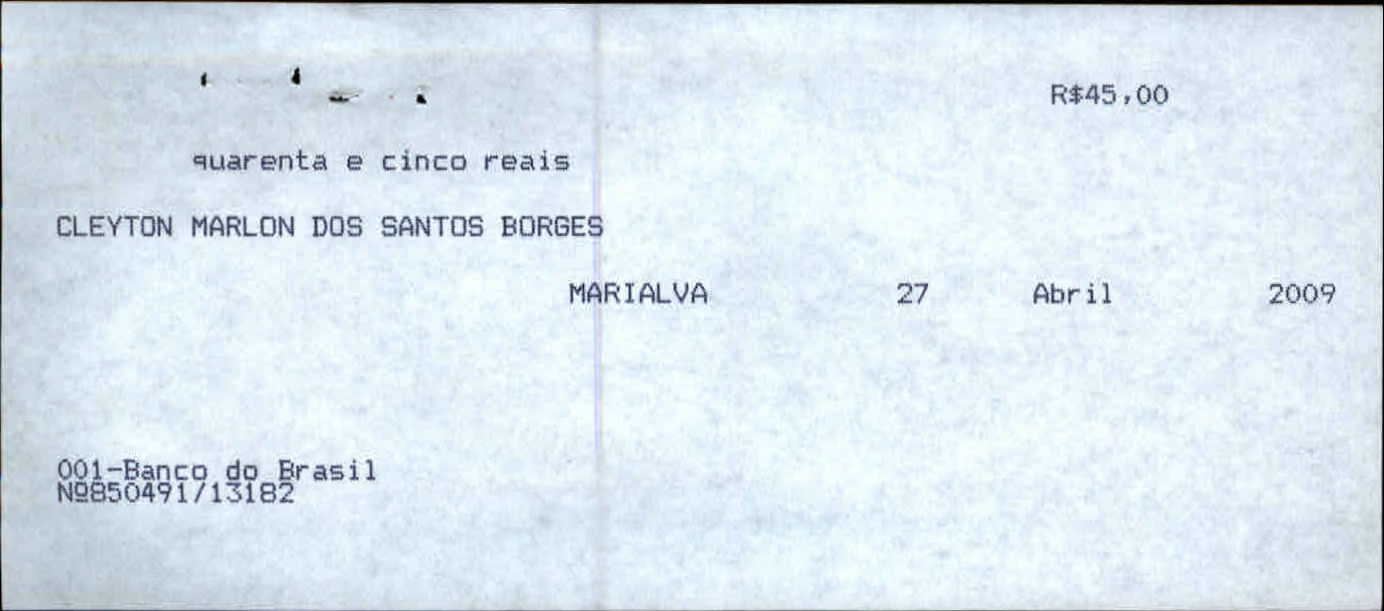 R$45,00
quarenta e cinco reais
CLEYTON MARLON DOS SANTOS BORGES
MARIALVA 27 Abril 2009
001-Banco do Brasil
Nº850491/13182